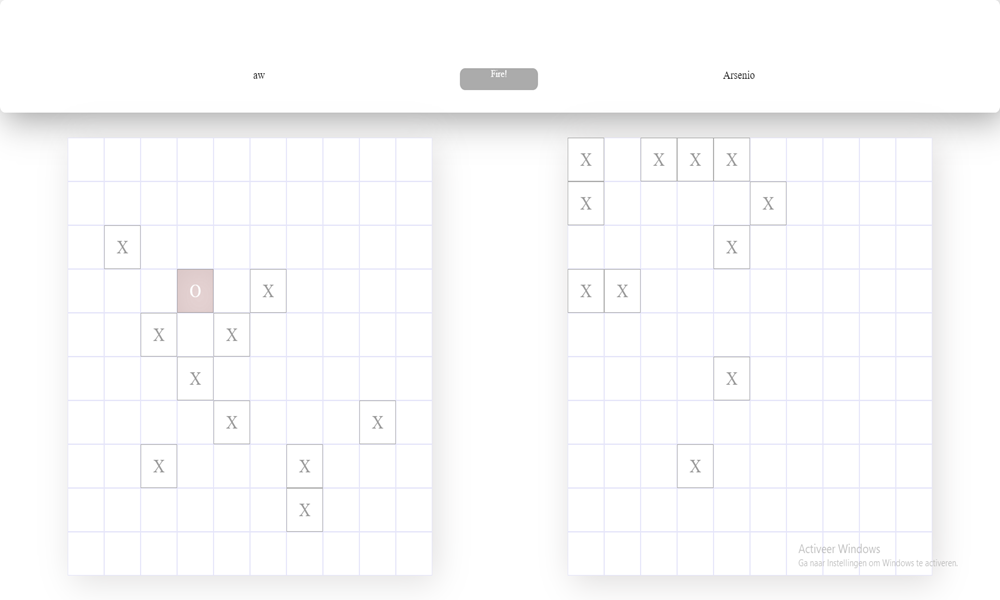 aw Fire! Arsenio
X X X X
X X
X X
O X X X
X X
X X
X X
X X X
X
Activeer Windows
Ga naar Instellingen om Windows te activeren.